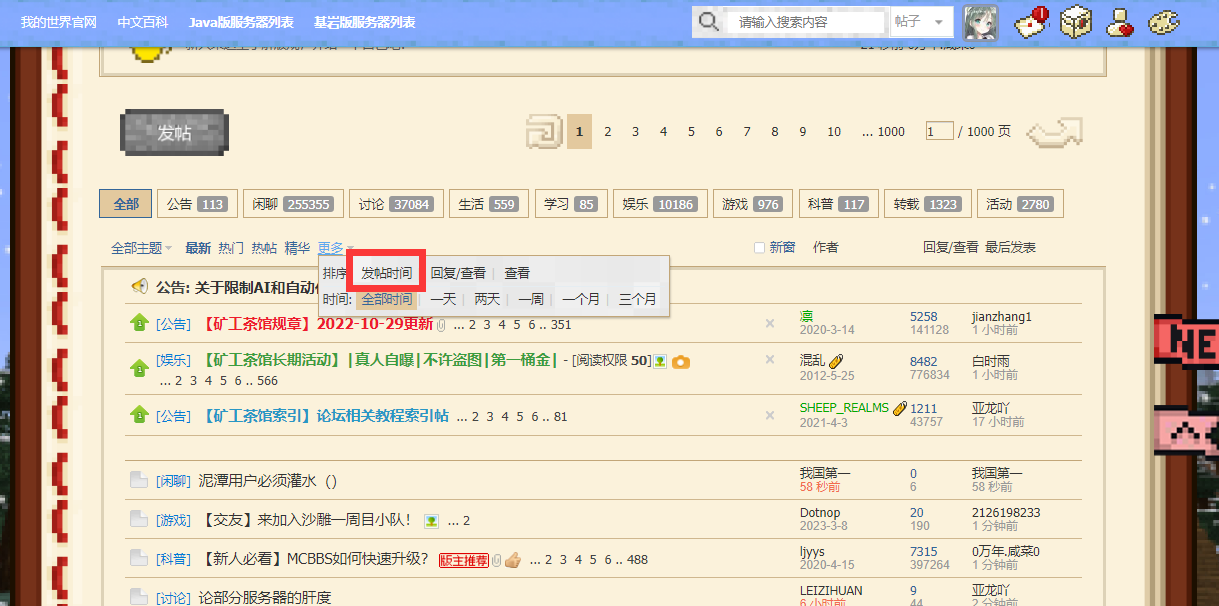 我的世界官网 中文百科 Java版服务器列表 基岩版服务器列表 请输入搜索内容 帖子
发帖 1 2 3 4 5 6 7 8 9 10 ... 1000 1 / 1000 页
全部 公告 113 闲聊 255355 讨论 37084 生活 559 学习 85 娱乐 10186 游戏 976 科普 117 转载 1323 活动 2780
全部主题 最新 热门 热帖 精华 更多 新窗 作者 回复/查看 最后发表
排序 发帖时间 回复/查看 | 查看
时间: 全部时间 | 一天 | 两天 | 一周 | 一个月 | 三个月
公告: 关于限制AI和自动
[公告] 【矿工茶馆规章】2022-10-29更新 ... 2 3 4 5 6 .. 351 凛 5258 jianzhang1
2020-3-14 141128 1 小时前
[娱乐] 【矿工茶馆长期活动】|真人自曝|不许盗图|第一桶金| - [阅读权限 50] 混乱 8482 白时雨
... 2 3 4 5 6 .. 566 2012-5-25 776834 1 小时前
[公告] 【矿工茶馆索引】论坛相关教程索引帖 ... 2 3 4 5 6 .. 81 SHEEP_REALMS 1211 亚龙吖
2021-4-3 43757 17 小时前
[闲聊] 泥潭用户必须灌水 () 我国第一 0 我国第一
58 秒前 6 58 秒前
[游戏] 【交友】来加入沙雕一周目小队！ ... 2 Dotnop 20 2126198233
2023-3-8 190 1 分钟前
[科普] 【新人必看】MCBBS如何快速升级？ 版主推荐 ... 2 3 4 5 6 .. 488 ljyys 7315 0万年.咸菜0
2020-4-15 397264 1 分钟前
[讨论] 论部分服务器的肝度 LEIZIHUAN 9 亚龙吖
6 小时前 44 2 分钟前
NE